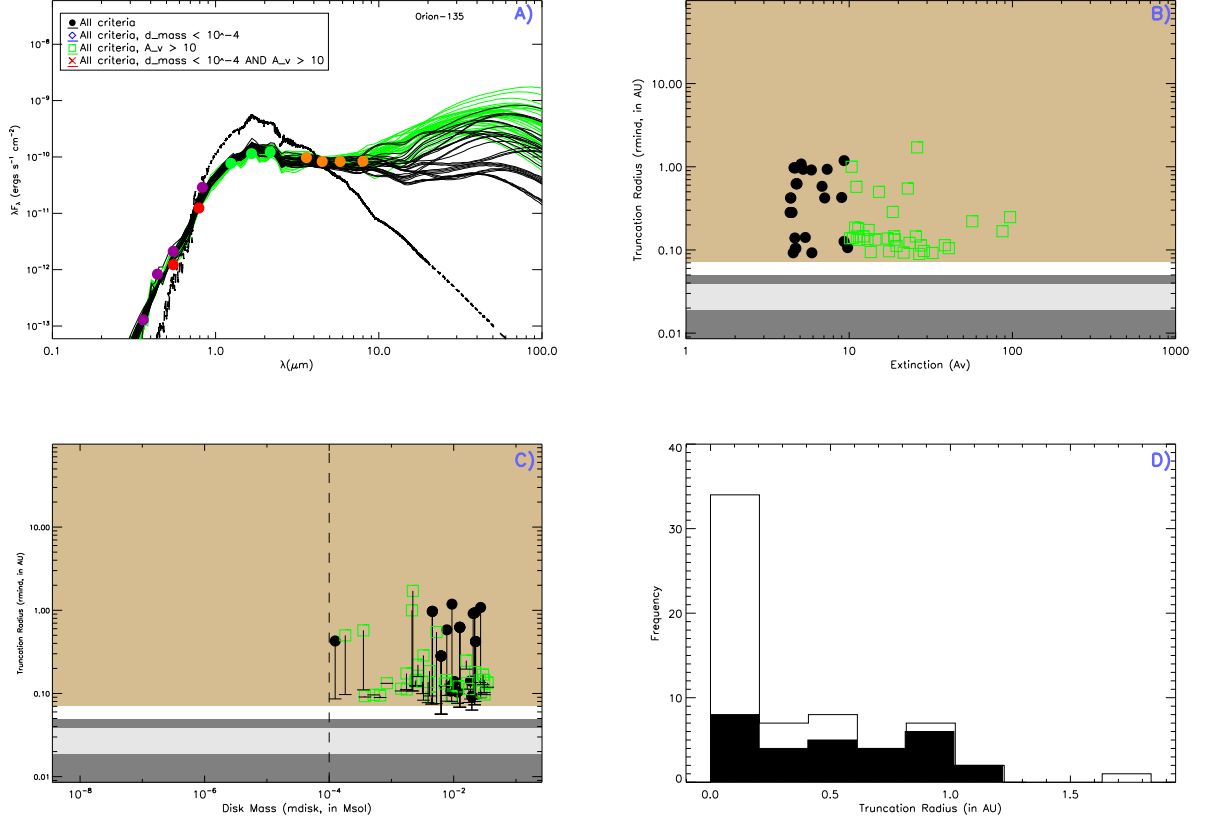 Orion-135
A)
All criteria
All criteria, d_mass < 10^-4
All criteria, A_v > 10
All criteria, d_mass < 10^-4 AND A_v > 10
10⁻⁸
10⁻⁹
10⁻¹⁰
10⁻¹¹
10⁻¹²
10⁻¹³
λFλ (ergs s⁻¹ cm⁻²)
0.1 1.0 10.0 100.0
λ(μm)
B)
10.00
1.00
0.10
0.01
Truncation Radius (rmind, in AU)
1 10 100 1000
Extinction (Av)
C)
10.00
1.00
0.10
0.01
Truncation Radius (rmind, in AU)
10⁻⁸ 10⁻⁶ 10⁻⁴ 10⁻²
Disk Mass (mdisk, in Msol)
D)
40
30
20
10
0
Frequency
0.0 0.5 1.0 1.5
Truncation Radius (in AU)